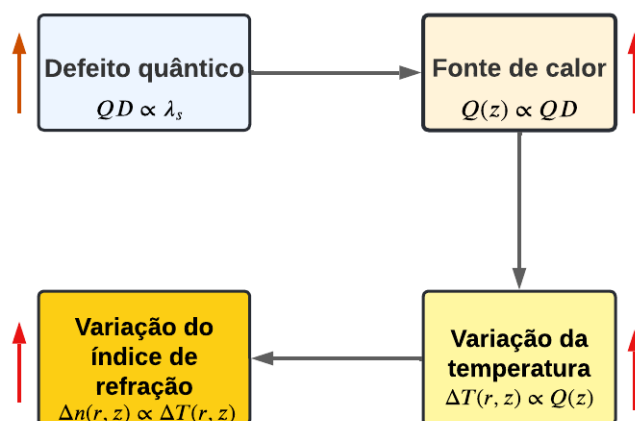 Defeito quântico
QD ∝ λₛ
Fonte de calor
Q(z) ∝ QD
Variação do
índice de
refração
Δn(r, z) ∝ ΔT(r, z)
Variação da
temperatura
ΔT(r, z) ∝ Q(z)